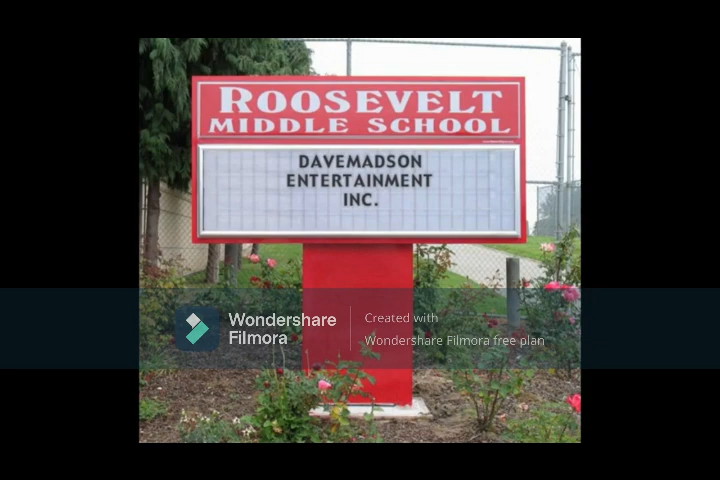 ROOSEVELT
MIDDLE SCHOOL
DAVEMADSON
ENTERTAINMENT
INC.
Wondershare
Filmora
Created with
Wondershare Filmora free plan